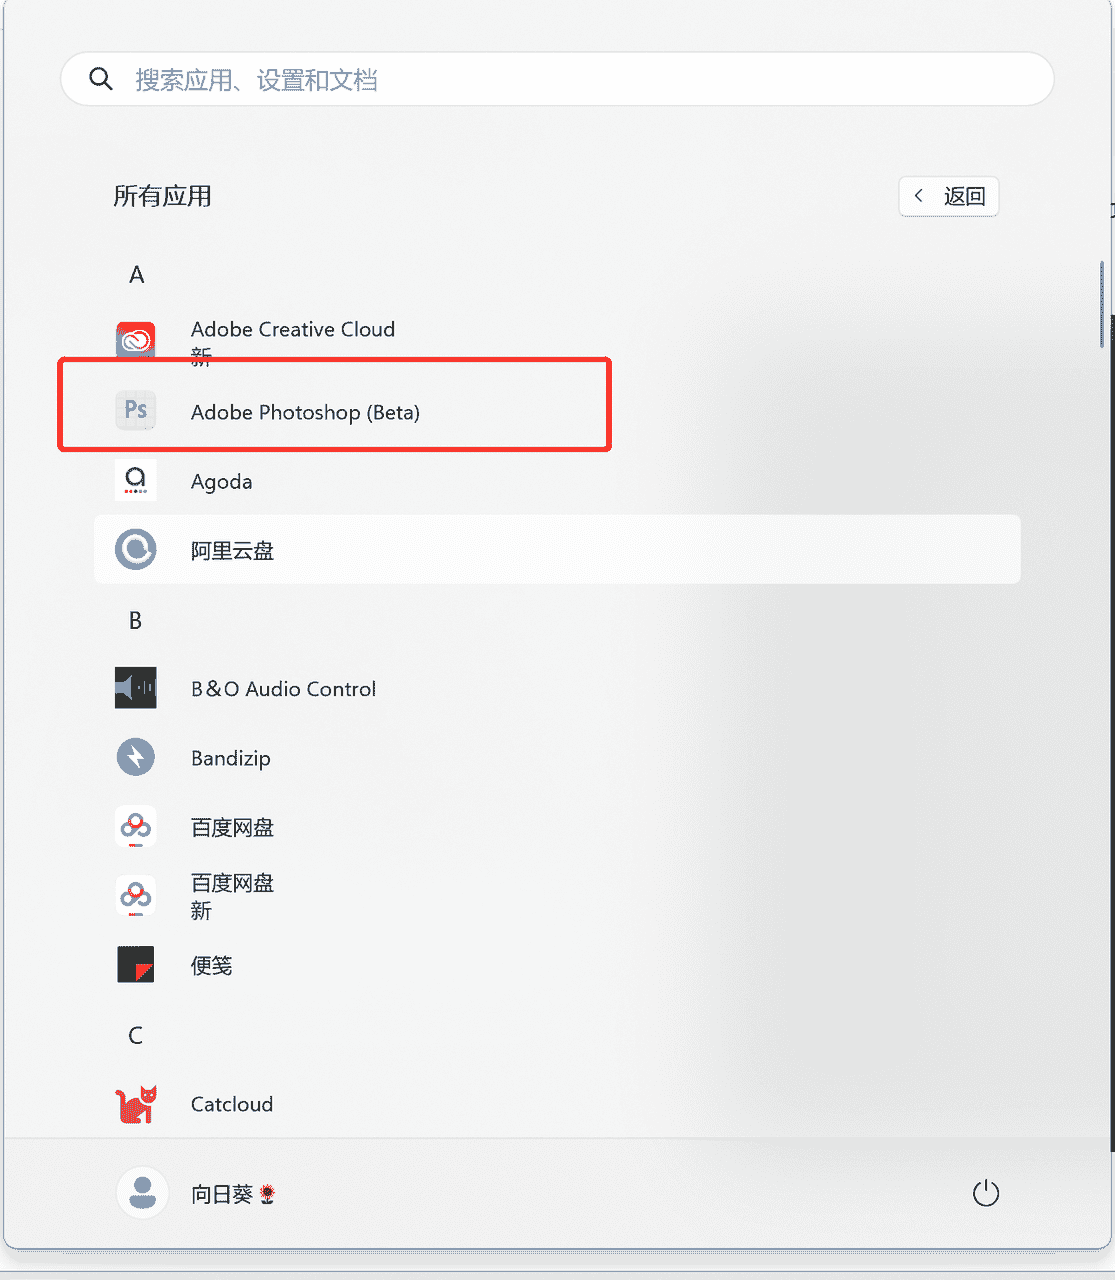 搜索应用、设置和文档
所有应用
返回
A
Adobe Creative Cloud
新
Ps
Adobe Photoshop (Beta)
a
Agoda
阿里云盘
B
B&O Audio Control
Bandizip
百度网盘
百度网盘
新
便笺
C
Catcloud
向日葵